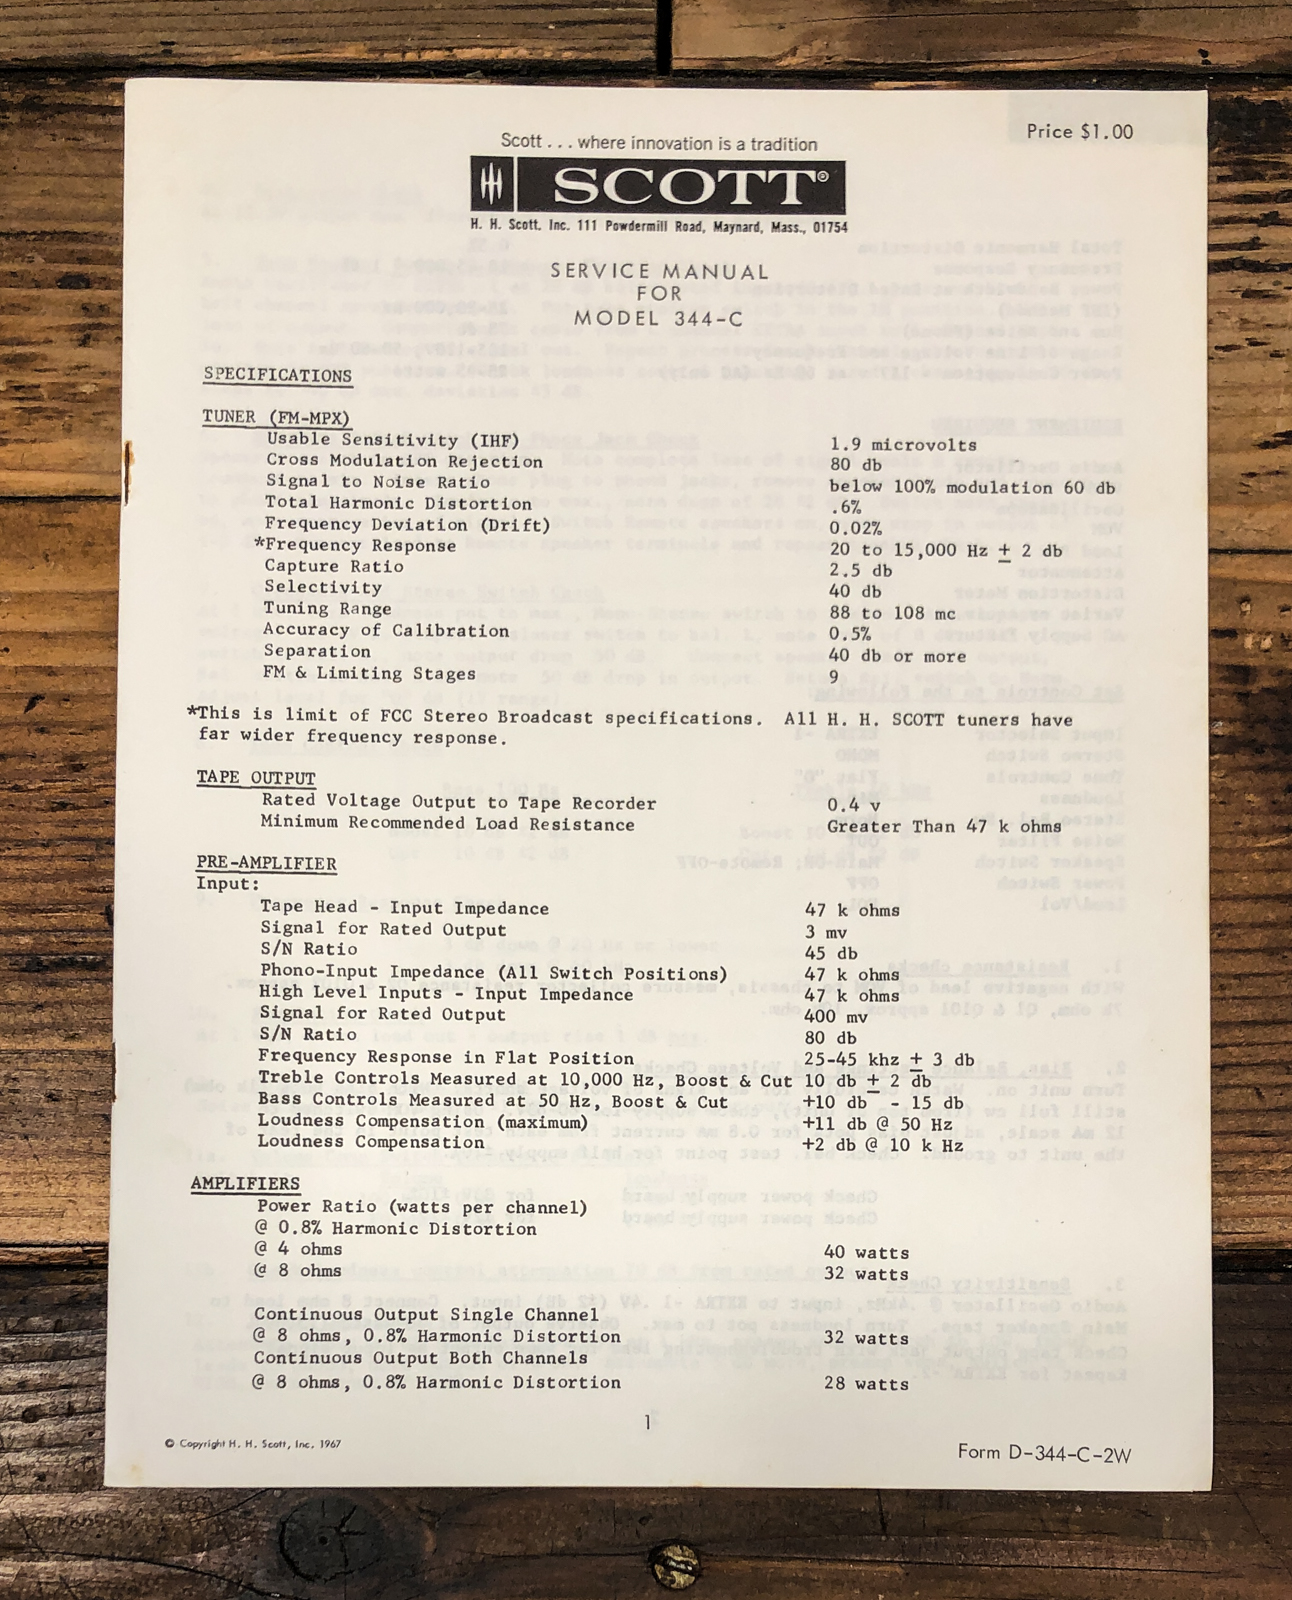 Price $1.00
Scott . . . where innovation is a tradition
SCOTT®
H. H. Scott, Inc. 111 Powdermill Road, Maynard, Mass., 01754
SERVICE MANUAL
FOR
MODEL 344-C
SPECIFICATIONS
TUNER (FM-MPX)
Usable Sensitivity (IHF) 1.9 microvolts
Cross Modulation Rejection 80 db
Signal to Noise Ratio below 100% modulation 60 db
Total Harmonic Distortion .6%
Frequency Deviation (Drift) 0.02%
*Frequency Response 20 to 15,000 Hz ± 2 db
Capture Ratio 2.5 db
Selectivity 40 db
Tuning Range 88 to 108 mc
Accuracy of Calibration 0.5%
Separation 40 db or more
FM & Limiting Stages 9
*This is limit of FCC Stereo Broadcast specifications. All H. H. SCOTT tuners have
far wider frequency response.
TAPE OUTPUT
Rated Voltage Output to Tape Recorder 0.4 v
Minimum Recommended Load Resistance Greater Than 47 k ohms
PRE-AMPLIFIER
Input:
Tape Head - Input Impedance 47 k ohms
Signal for Rated Output 3 mv
S/N Ratio 45 db
Phono-Input Impedance (All Switch Positions) 47 k ohms
High Level Inputs - Input Impedance 47 k ohms
Signal for Rated Output 400 mv
S/N Ratio 80 db
Frequency Response in Flat Position 25-45 khz ± 3 db
Treble Controls Measured at 10,000 Hz, Boost & Cut 10 db ± 2 db
Bass Controls Measured at 50 Hz, Boost & Cut +10 db - 15 db
Loudness Compensation (maximum) +11 db @ 50 Hz
Loudness Compensation +2 db @ 10 k Hz
AMPLIFIERS
Power Ratio (watts per channel)
@ 0.8% Harmonic Distortion
@ 4 ohms 40 watts
@ 8 ohms 32 watts
Continuous Output Single Channel
@ 8 ohms, 0.8% Harmonic Distortion 32 watts
Continuous Output Both Channels
@ 8 ohms, 0.8% Harmonic Distortion 28 watts
1
© Copyright H. H. Scott, Inc. 1967
Form D-344-C-2W